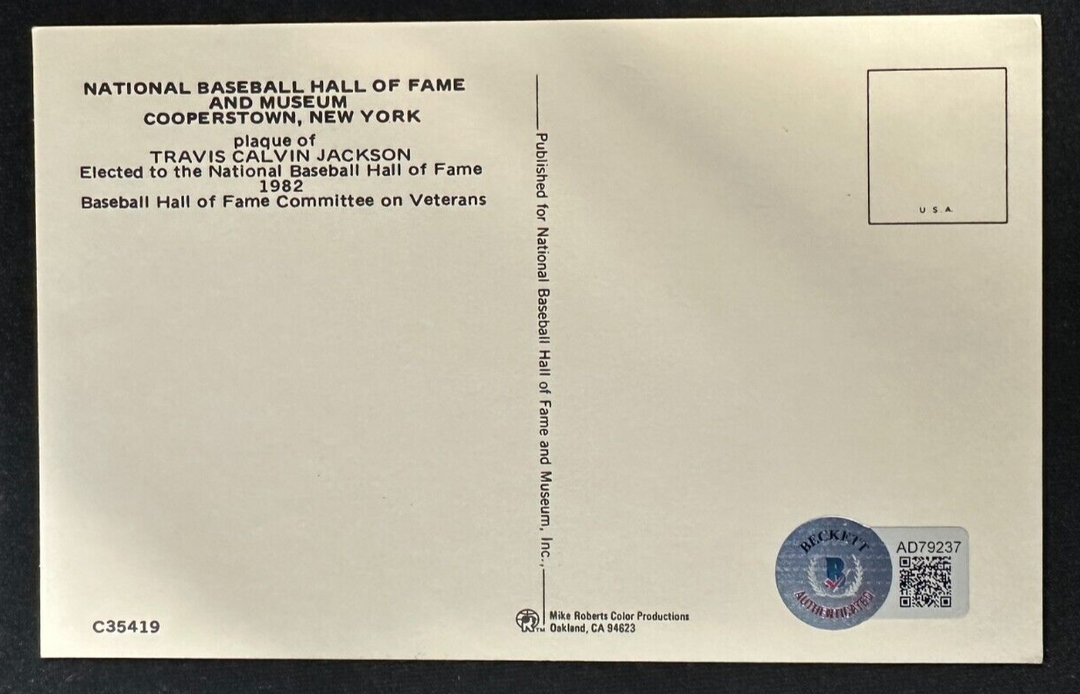 NATIONAL BASEBALL HALL OF FAME
AND MUSEUM
COOPERSTOWN, NEW YORK
plaque of
TRAVIS CALVIN JACKSON
Elected to the National Baseball Hall of Fame
1982
Baseball Hall of Fame Committee on Veterans
C35419
Published for National Baseball Hall of Fame and Museum, Inc.,
Mike Roberts Color Productions
Oakland, CA 94623
U S A
BECKETT
B
AUTHENTICATED
AD79237